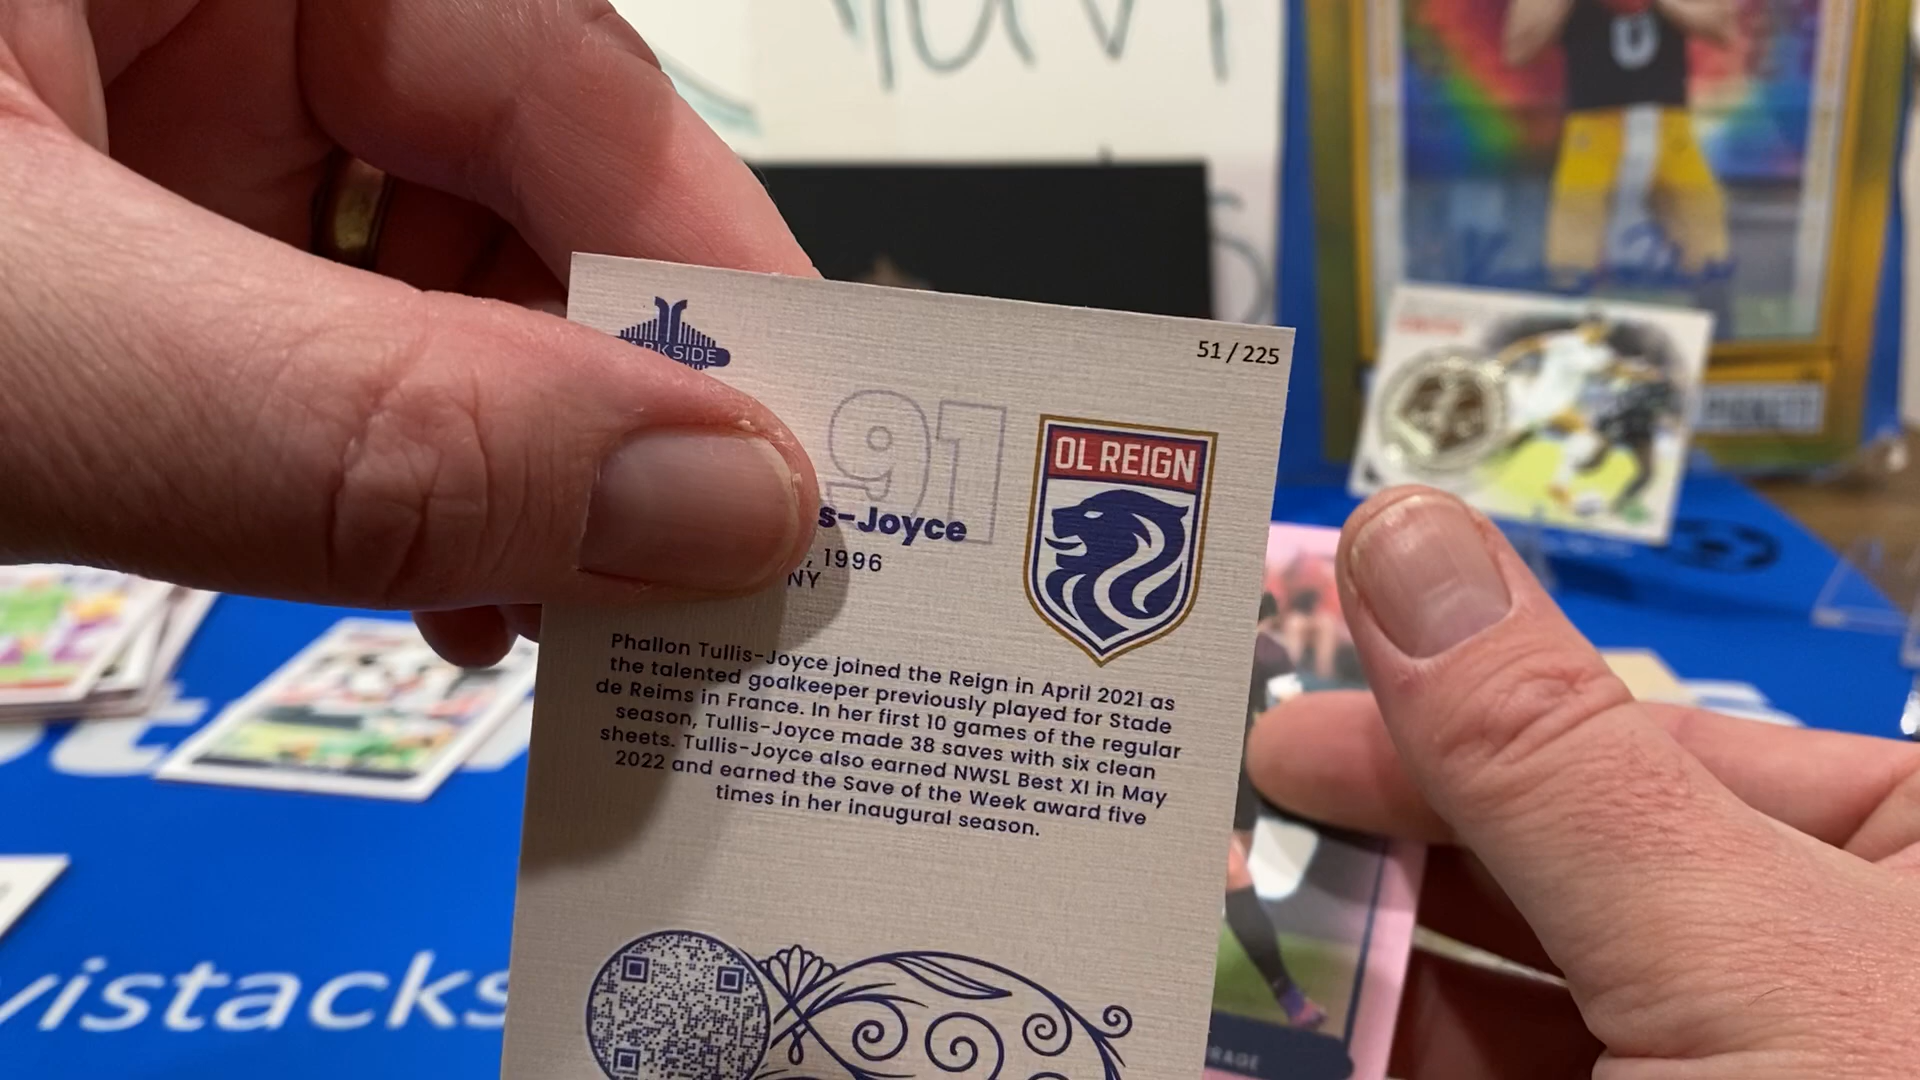 ARKSIDE
51 / 225
91
OL REIGN
s-Joyce
, 1996
NY
Phallon Tullis-Joyce joined the Reign in April 2021 as
the talented goalkeeper previously played for Stade
de Reims in France. In her first 10 games of the regular
season, Tullis-Joyce made 38 saves with six clean
sheets. Tullis-Joyce also earned NWSL Best XI in May
2022 and earned the Save of the Week award five
times in her inaugural season.
vistacks
RAGE